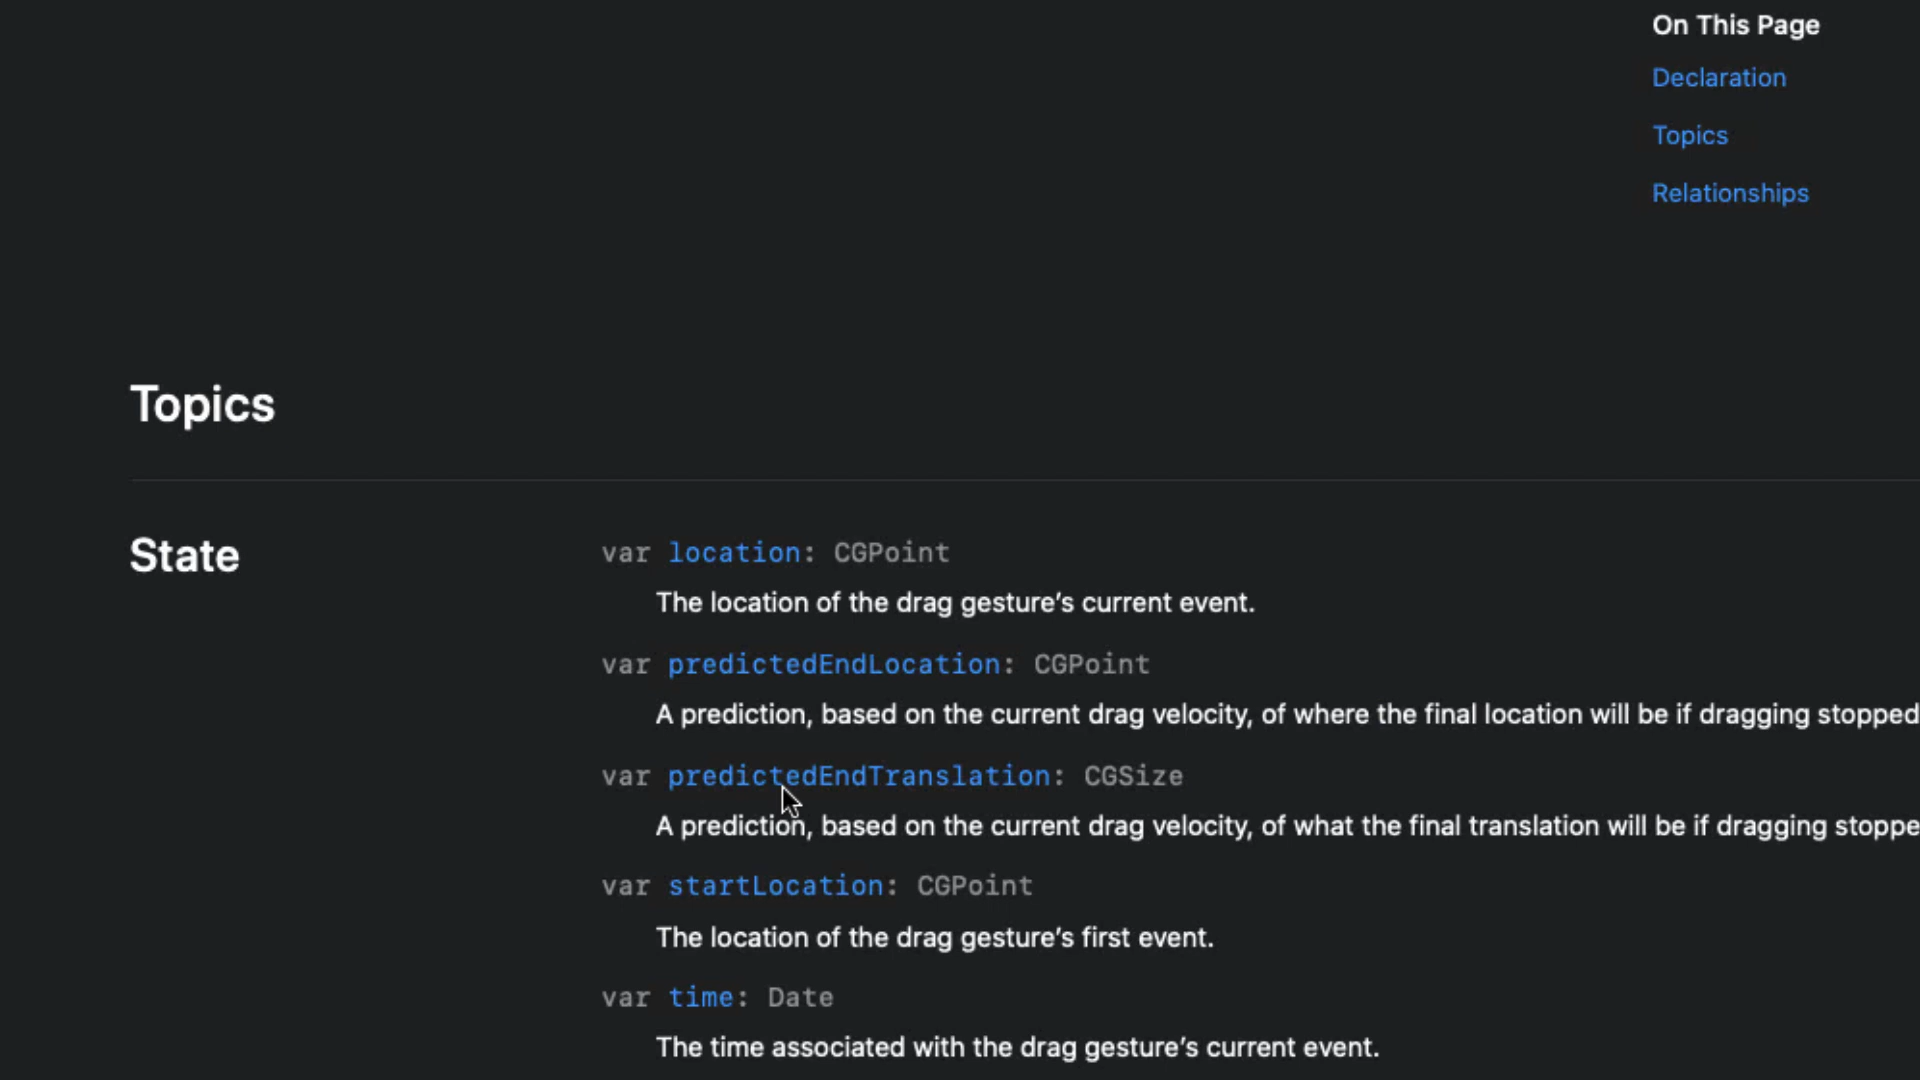 On This Page
Declaration
Topics
Relationships
Topics
State
var location: CGPoint
The location of the drag gesture's current event.
var predictedEndLocation: CGPoint
A prediction, based on the current drag velocity, of where the final location will be if dragging stopped
var predictedEndTranslation: CGSize
A prediction, based on the current drag velocity, of what the final translation will be if dragging stoppe
var startLocation: CGPoint
The location of the drag gesture's first event.
var time: Date
The time associated with the drag gesture's current event.